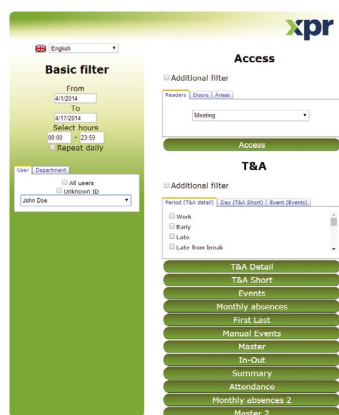 xpr
English
Basic filter
From
4/1/2014
To
4/17/2014
Select hours
00:00 - 23:59
Repeat daily
User Department
All users
Unknown ID
John Doe
Access
Additional filter
Readers Doors Areas
Meeting
Access
T&A
Additional filter
Period (T&A detail) Day (T&A Short) Event (Events)
Work
Early
Late
Late from break
T&A Detail
T&A Short
Events
Monthly absences
First Last
Manual Events
Master
In-Out
Summary
Attendance
Monthly absences 2
Master 2